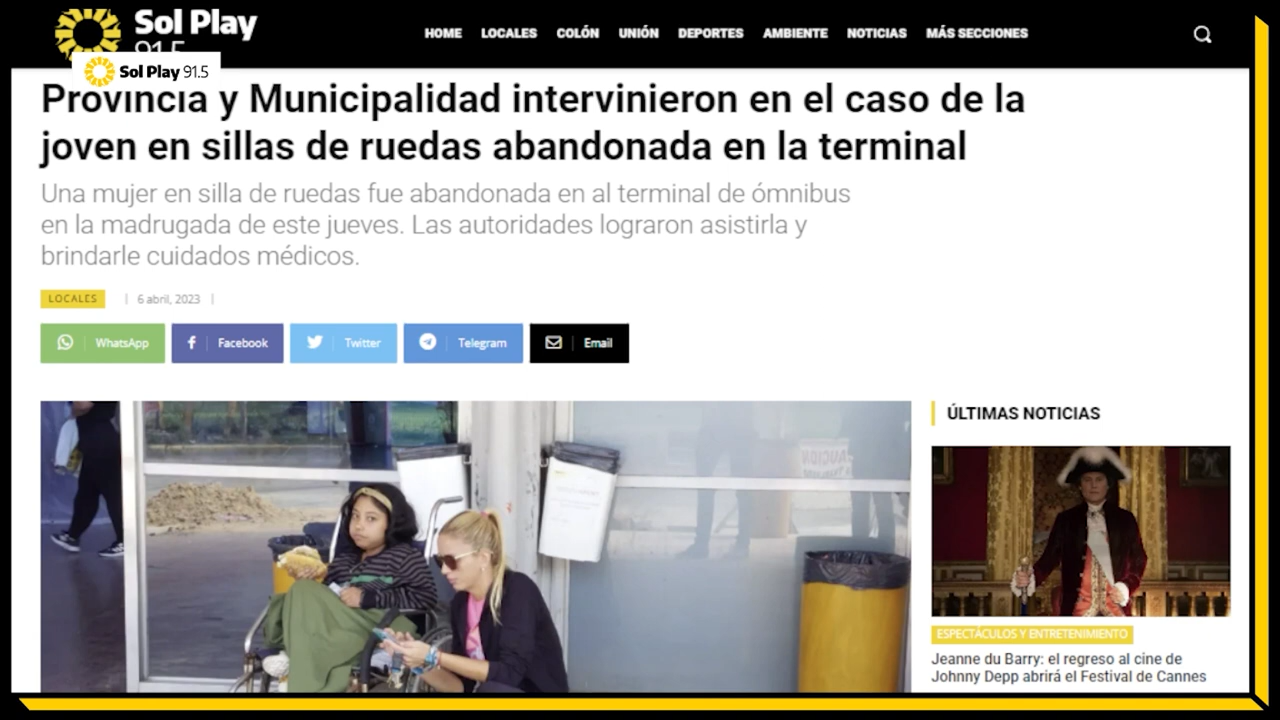 Sol Play
91.5
HOME LOCALES COLÓN UNIÓN DEPORTES AMBIENTE NOTICIAS MÁS SECCIONES
Sol Play 91.5
Provincia y Municipalidad intervinieron en el caso de la
joven en sillas de ruedas abandonada en la terminal
Una mujer en silla de ruedas fue abandonada en al terminal de ómnibus
en la madrugada de este jueves. Las autoridades lograron asistirla y
brindarle cuidados médicos.
LOCALES | 6 abril, 2023 |
WhatsApp Facebook Twitter Telegram Email
ÚLTIMAS NOTICIAS
ESPECTÁCULOS Y ENTRETENIMIENTO
Jeanne du Barry: el regreso al cine de
Johnny Depp abrirá el Festival de Cannes